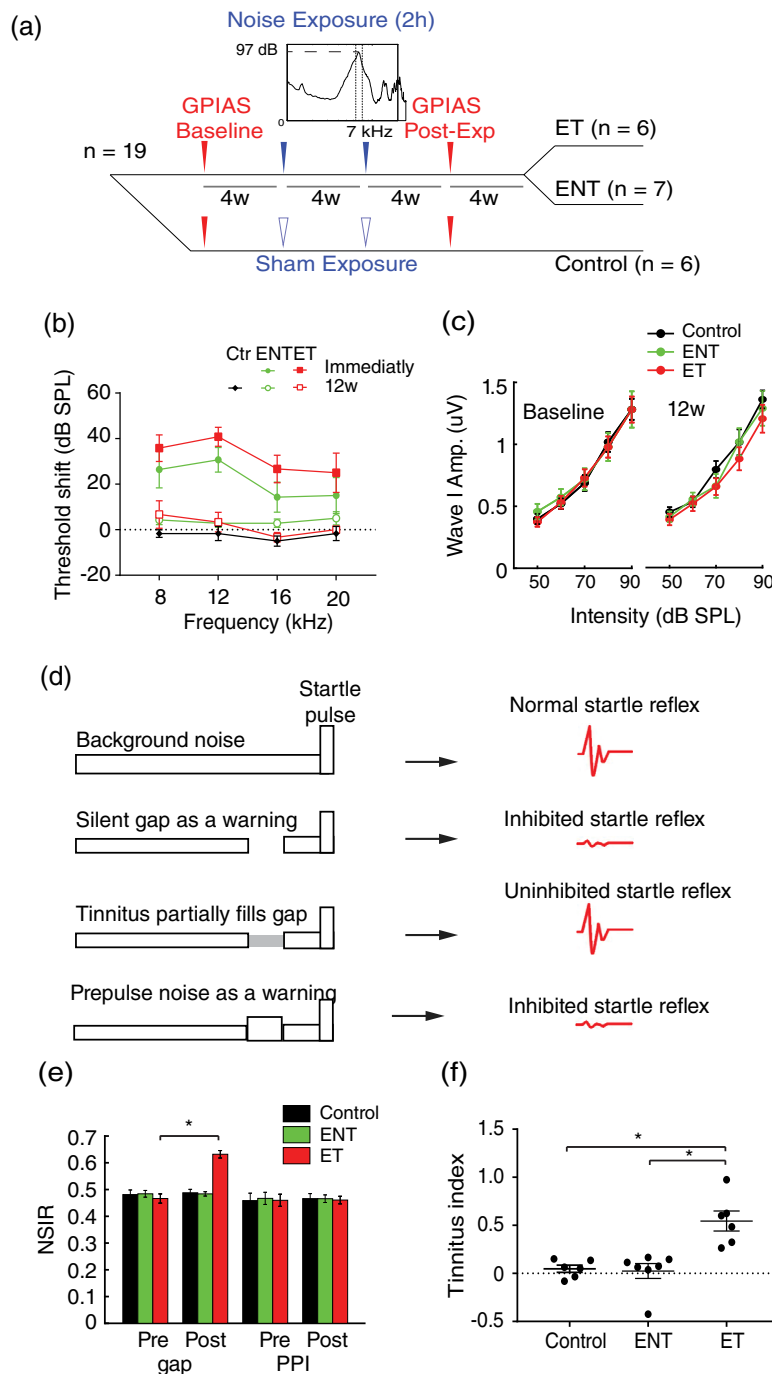 (a)
Noise Exposure (2h)
97 dB
0
7 kHz
GPIAS
Baseline
GPIAS
Post-Exp
n = 19
ET (n = 6)
ENT (n = 7)
4w 4w 4w 4w
Sham Exposure
Control (n = 6)
(b)
Ctr ENTET
Immediatly
12w
Threshold shift (dB SPL)
60
40
20
0
-20
8 12 16 20
Frequency (kHz)
(c)
Control
ENT
ET
Baseline
12w
Wave I Amp. (uV)
1.5
1.
0.5
0
50 70 90 50 70 90
Intensity (dB SPL)
(d)
Startle
pulse
Background noise
Normal startle reflex
Silent gap as a warning
Inhibited startle reflex
Tinnitus partially fills gap
Uninhibited startle reflex
Prepulse noise as a warning
Inhibited startle reflex
(e)
Control
ENT
ET
*
NSIR
0.7
0.6
0.5
0.4
0.3
0.2
0.1
0
Pre Post Pre Post
gap PPI
(f)
*
*
Tinnitus index
1.5
1.0
0.5
0
-0.5
Control ENT ET